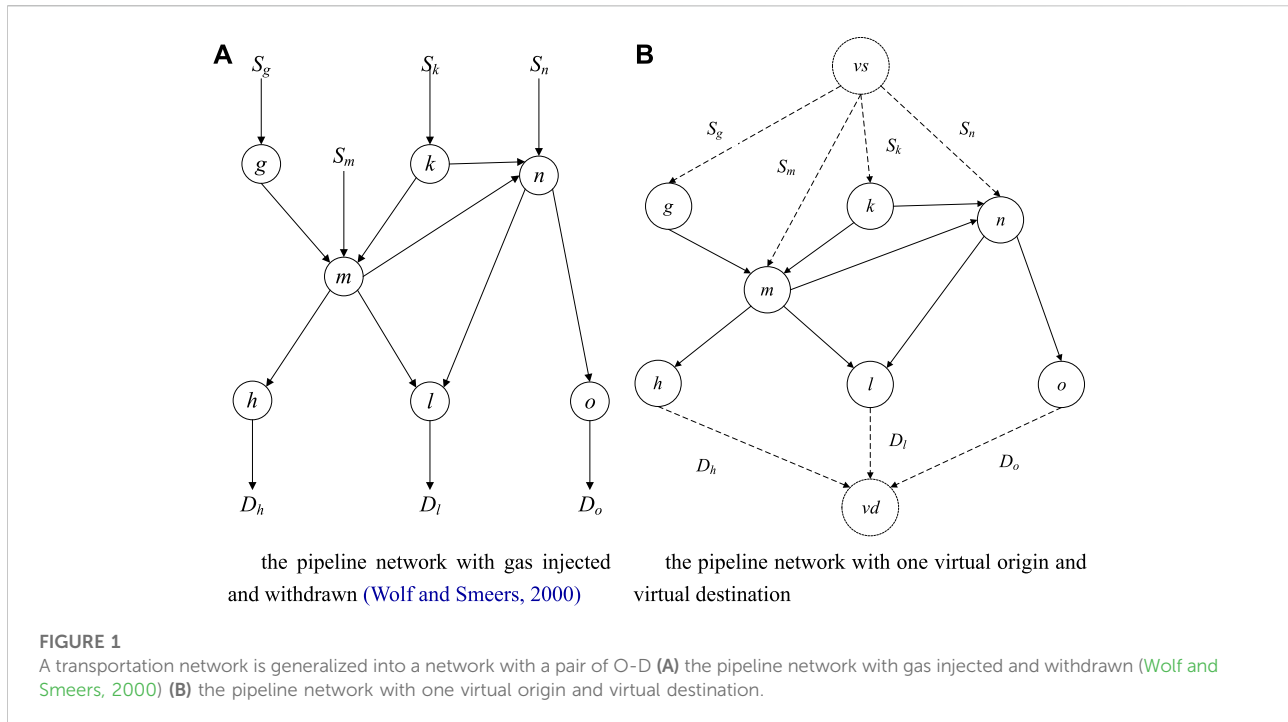 A
B
S_g
S_k
S_n
vs
S_g
S_k
S_n
S_m
S_m
g
k
n
g
k
n
m
m
h
l
o
h
l
o
D_l
D_h
D_o
D_h
D_l
D_o
vd
the pipeline network with gas injected
and withdrawn (Wolf and Smeers, 2000)
the pipeline network with one virtual origin and
virtual destination
FIGURE 1
A transportation network is generalized into a network with a pair of O-D (A) the pipeline network with gas injected and withdrawn (Wolf and
Smeers, 2000) (B) the pipeline network with one virtual origin and virtual destination.